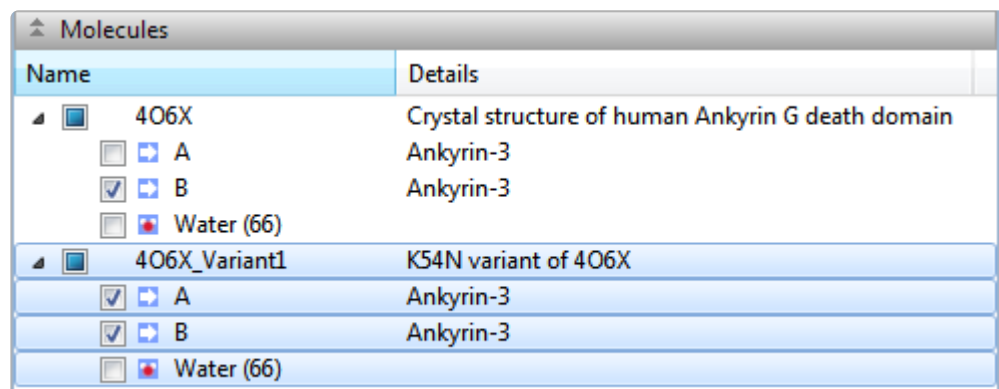 Molecules
Name Details
4O6X Crystal structure of human Ankyrin G death domain
A Ankyrin-3
B Ankyrin-3
Water (66)
4O6X_Variant1 K54N variant of 4O6X
A Ankyrin-3
B Ankyrin-3
Water (66)